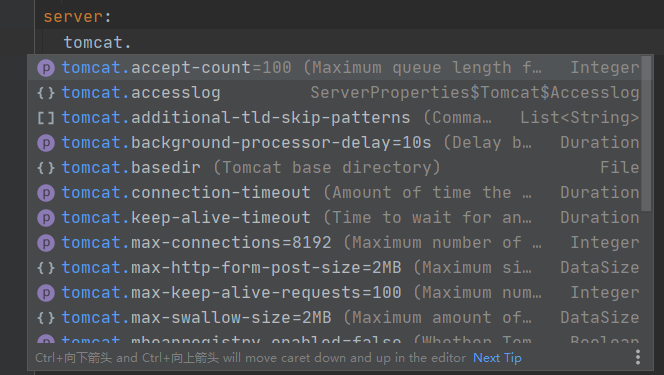 server:
tomcat.
p tomcat.accept-count=100 (Maximum queue length f… Integer
{} tomcat.accesslog ServerProperties$Tomcat$Accesslog
[] tomcat.additional-tld-skip-patterns (Comma… List<String>
p tomcat.background-processor-delay=10s (Delay b… Duration
{} tomcat.basedir (Tomcat base directory) File
p tomcat.connection-timeout (Amount of time the … Duration
p tomcat.keep-alive-timeout (Time to wait for an… Duration
p tomcat.max-connections=8192 (Maximum number of … Integer
{} tomcat.max-http-form-post-size=2MB (Maximum si… DataSize
p tomcat.max-keep-alive-requests=100 (Maximum num… Integer
{} tomcat.max-swallow-size=2MB (Maximum amount of… DataSize
tomcat.mbeanregistry.enabled=false (Whether Tom… Boolean
Ctrl+向下箭头 and Ctrl+向上箭头 will move caret down and up in the editor Next Tip